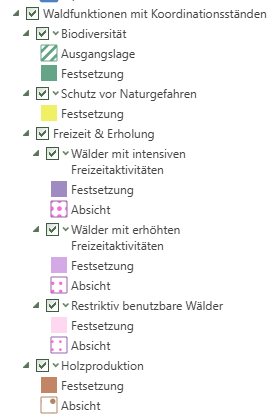 Waldfunktionen mit Koordinationsständen
Biodiversität
Ausgangslage
Festsetzung
Schutz vor Naturgefahren
Festsetzung
Freizeit & Erholung
Wälder mit intensiven
Freizeitaktivitäten
Festsetzung
Absicht
Wälder mit erhöhten
Freizeitaktivitäten
Festsetzung
Absicht
Restriktiv benutzbare Wälder
Festsetzung
Absicht
Holzproduktion
Festsetzung
Absicht